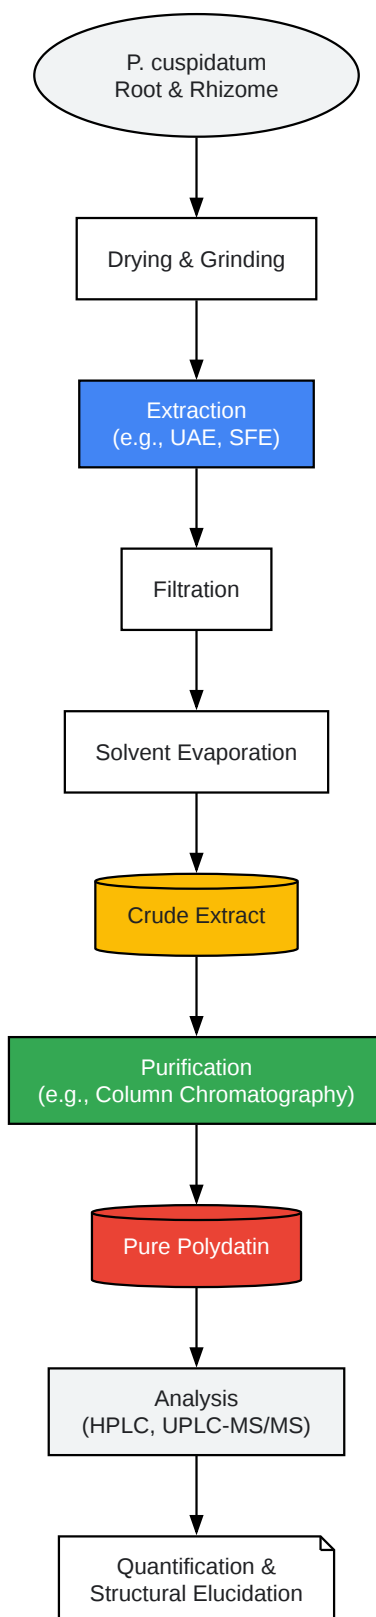 P. cuspidatum
Root & Rhizome
Drying & Grinding
Extraction
(e.g., UAE, SFE)
Filtration
Solvent Evaporation
Crude Extract
Purification
(e.g., Column Chromatography)
Pure Polydatin
Analysis
(HPLC, UPLC-MS/MS)
Quantification &
Structural Elucidation